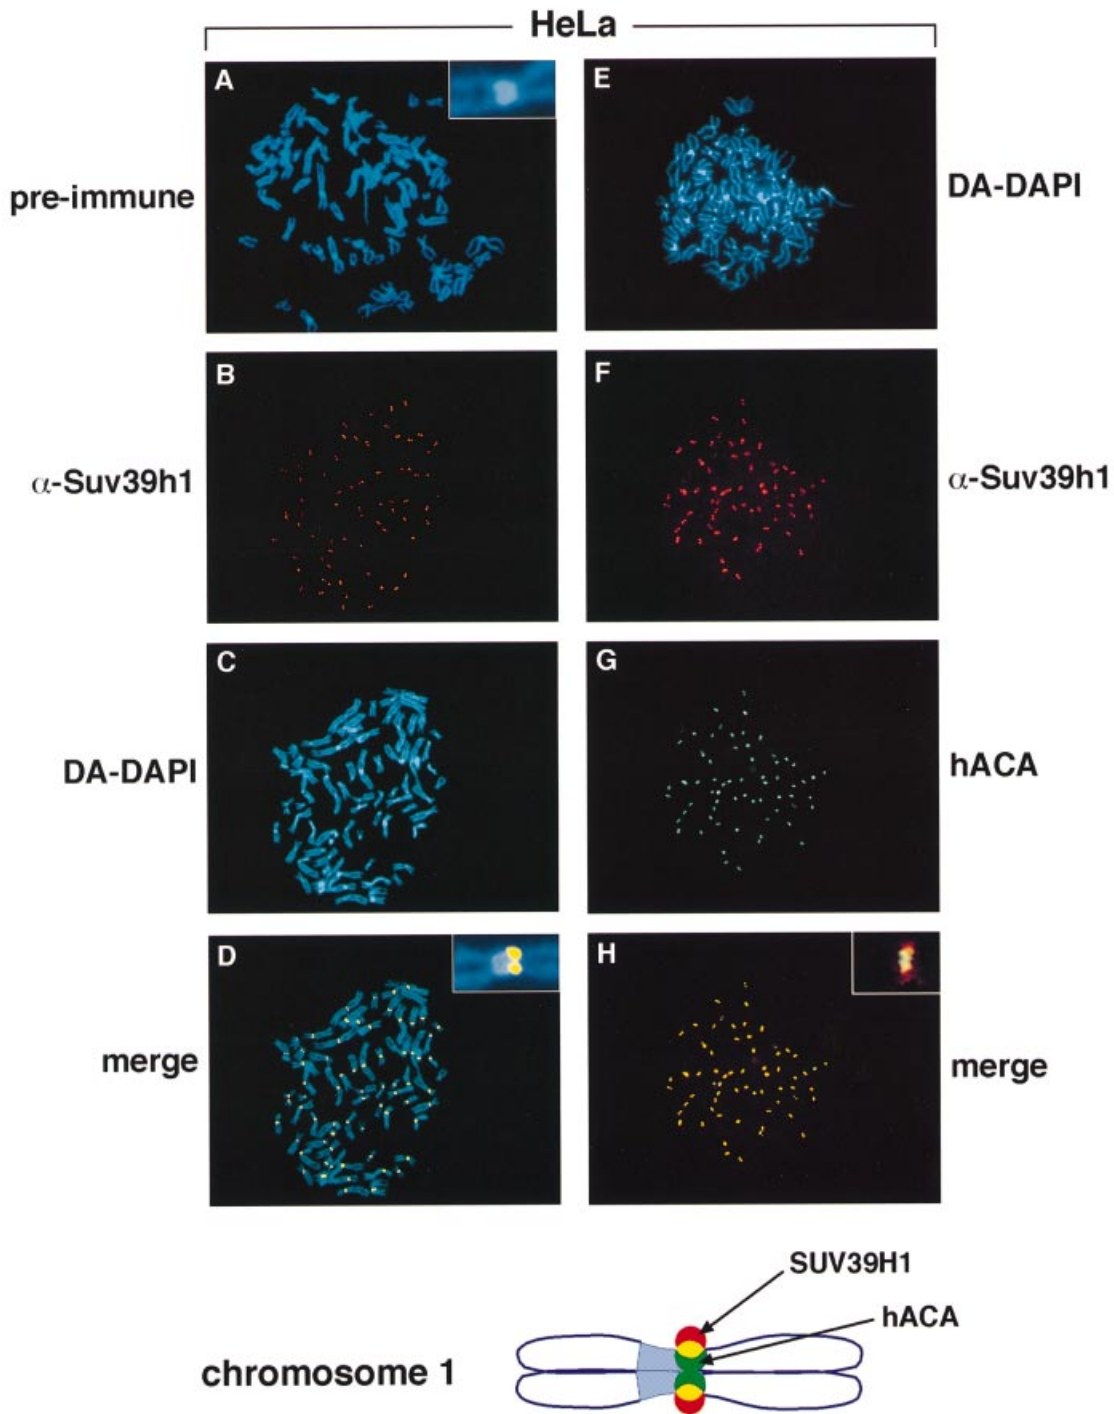 HeLa
A
E
pre-immune
DA-DAPI
B
F
α-Suv39h1
α-Suv39h1
C
G
DA-DAPI
hACA
D
H
merge
merge
SUV39H1
hACA
chromosome 1